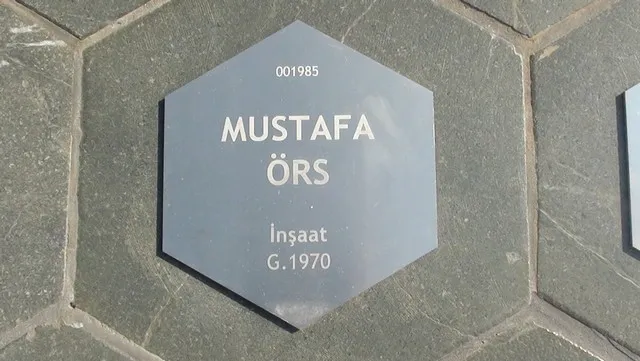 001985
MUSTAFA
ÖRS
İnşaat
G.1970